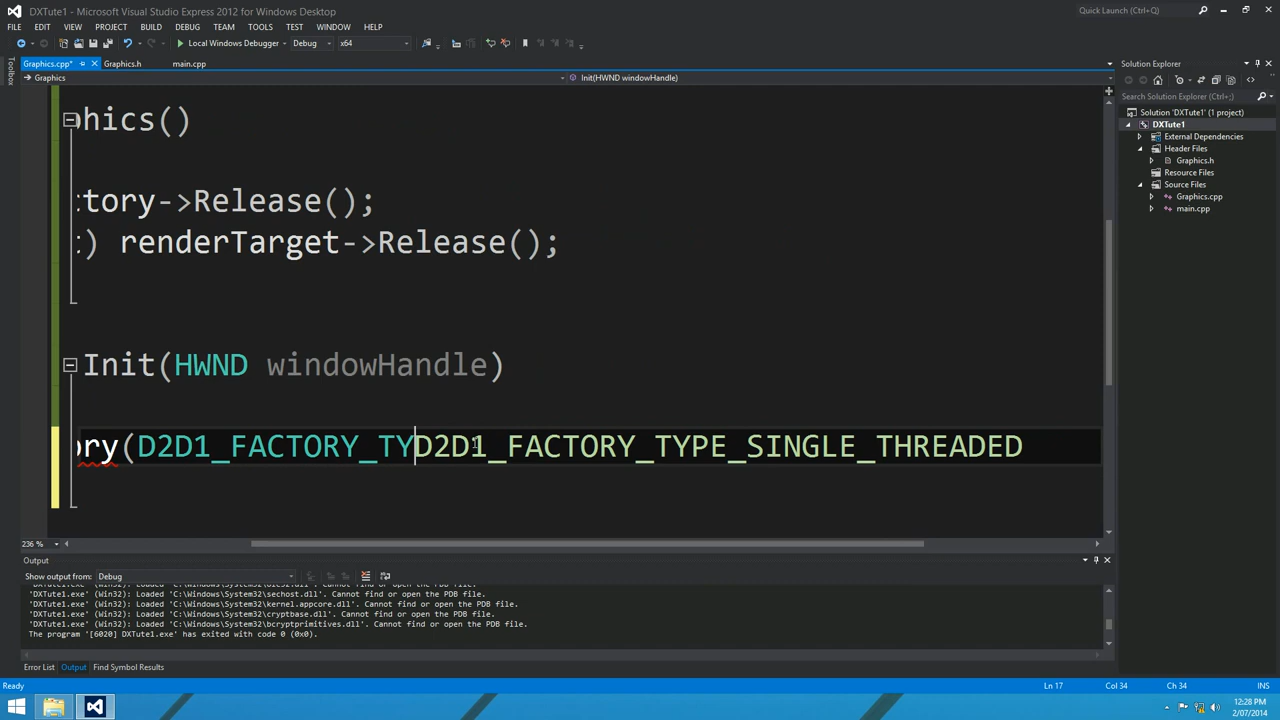 DXTute1 - Microsoft Visual Studio Express 2012 for Windows Desktop
Quick Launch (Ctrl+Q)
FILE EDIT VIEW PROJECT BUILD DEBUG TEAM TOOLS TEST WINDOW HELP
Local Windows Debugger Debug x64
Toolbox
Graphics.cpp* Graphics.h main.cpp
Graphics Init(HWND windowHandle)
phics()
tory->Release();
t) renderTarget->Release();
Init(HWND windowHandle)
ory(D2D1_FACTORY_TYD2D1_FACTORY_TYPE_SINGLE_THREADED
236 %
Solution Explorer
Search Solution Explorer (Ctrl+;)
Solution 'DXTute1' (1 project)
DXTute1
External Dependencies
Header Files
Graphics.h
Resource Files
Source Files
Graphics.cpp
main.cpp
Output
Show output from: Debug
'DXTute1.exe' (Win32): Loaded 'C:\Windows\System32\sechost.dll'. Cannot find or open the PDB file.
'DXTute1.exe' (Win32): Loaded 'C:\Windows\System32\kernel.appcore.dll'. Cannot find or open the PDB file.
'DXTute1.exe' (Win32): Loaded 'C:\Windows\System32\cryptbase.dll'. Cannot find or open the PDB file.
'DXTute1.exe' (Win32): Loaded 'C:\Windows\System32\bcryptprimitives.dll'. Cannot find or open the PDB file.
The program '[6020] DXTute1.exe' has exited with code 0 (0x0).
Error List Output Find Symbol Results
Ready Ln 17 Col 34 Ch 34 INS
12:28 PM
2/07/2014